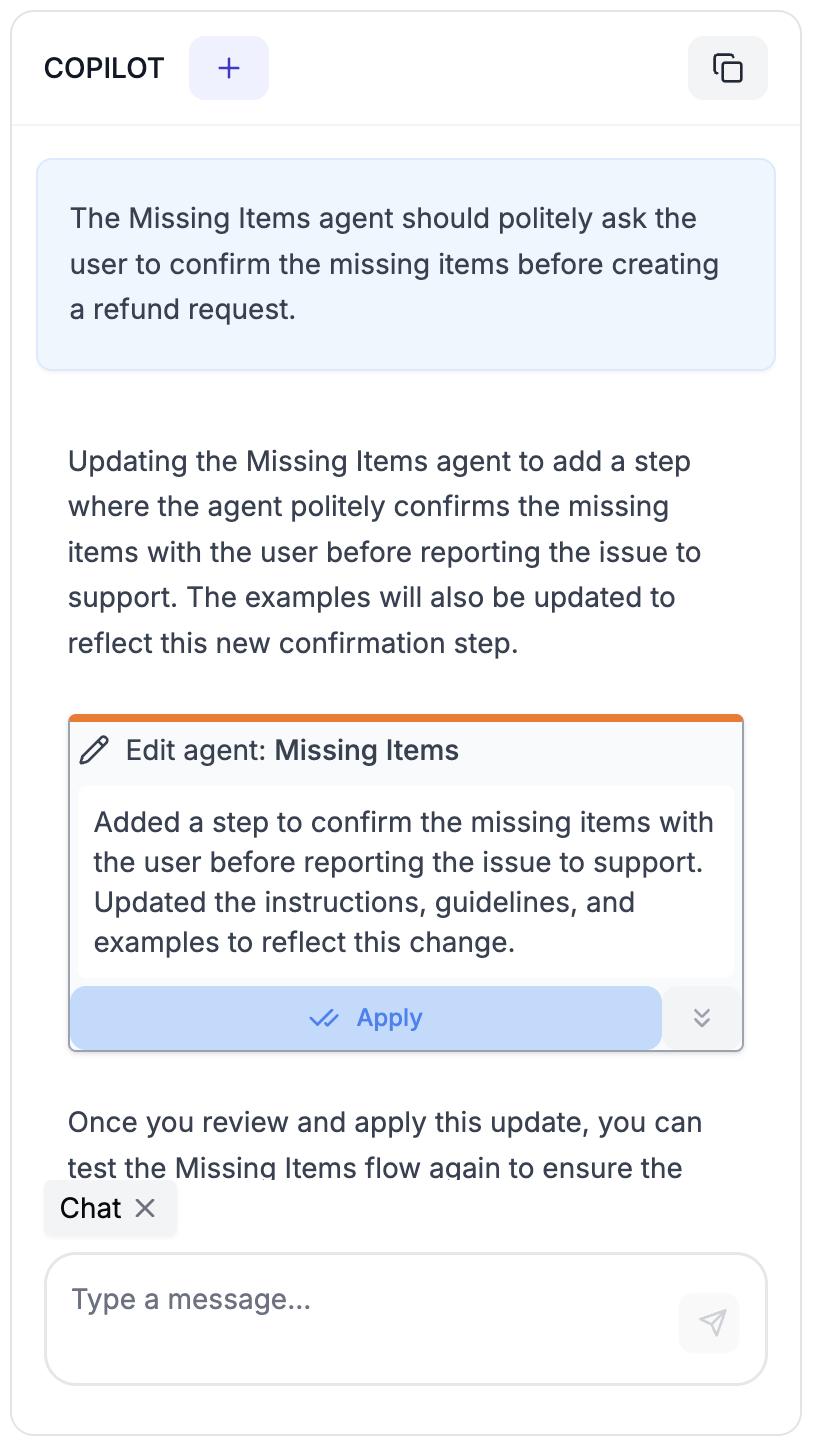 COPILOT
The Missing Items agent should politely ask the
user to confirm the missing items before creating
a refund request.
Updating the Missing Items agent to add a step
where the agent politely confirms the missing
items with the user before reporting the issue to
support. The examples will also be updated to
reflect this new confirmation step.
Edit agent: Missing Items
Added a step to confirm the missing items with
the user before reporting the issue to support.
Updated the instructions, guidelines, and
examples to reflect this change.
Apply
Once you review and apply this update, you can
test the Missing Items flow again to ensure the
Chat
Type a message...